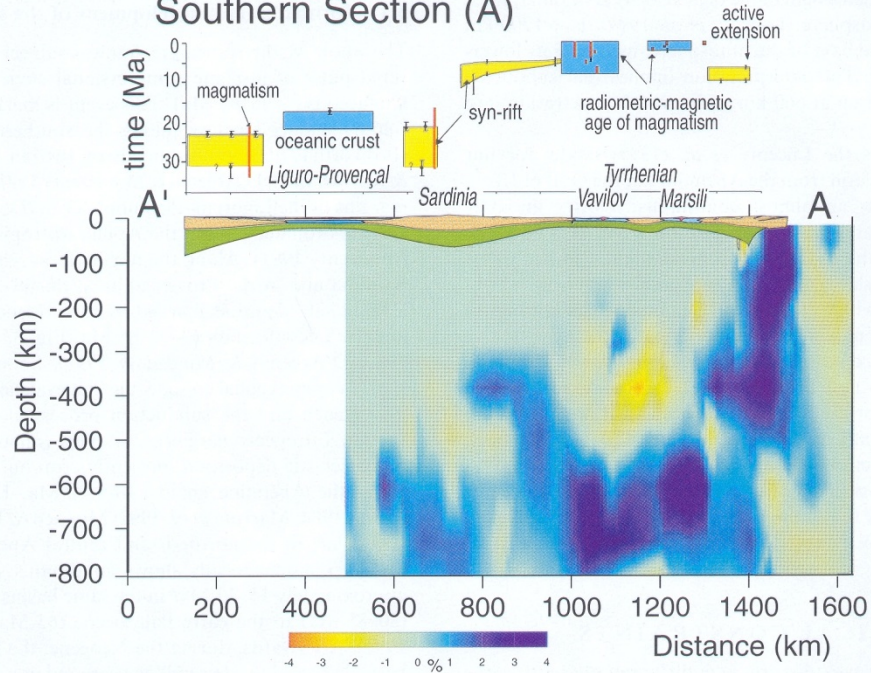 Southern Section (A)
time (Ma)
0
10
20
30
magmatism
oceanic crust
syn-rift
radiometric-magnetic
age of magmatism
active
extension
Liguro-Provençal
Sardinia
Tyrrhenian
Vavilov
Marsili
A'
A
Depth (km)
0
-100
-200
-300
-400
-500
-600
-700
-800
0
200
400
600
800
1000
1200
1400
1600
Distance (km)
-4
-3
-2
-1
0
%
1
2
3
4